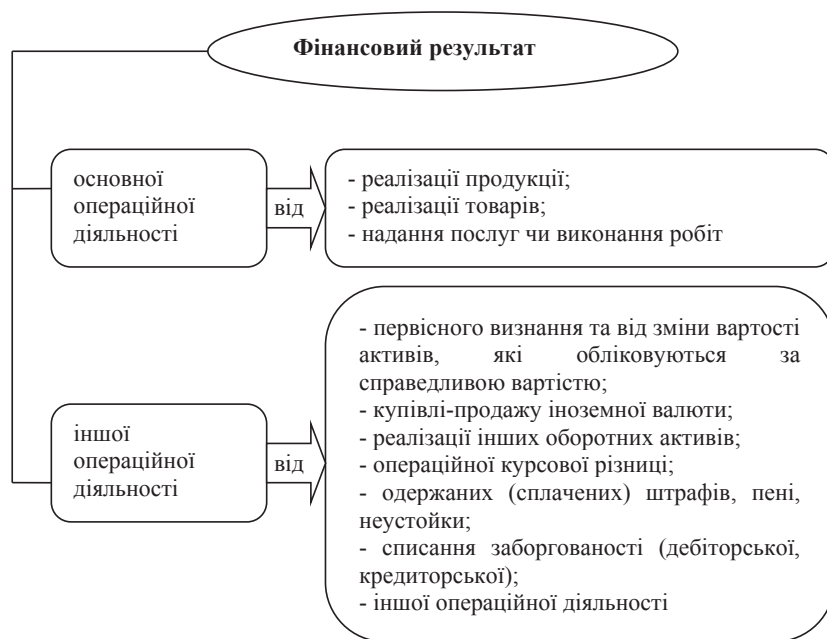 Фінансовий результат
основної
операційної
діяльності
від
- реалізації продукції;
- реалізації товарів;
- надання послуг чи виконання робіт
іншої
операційної
діяльності
від
- первісного визнання та від зміни вартості
активів, які обліковуються за
справедливою вартістю;
- купівлі-продажу іноземної валюти;
- реалізації інших оборотних активів;
- операційної курсової різниці;
- одержаних (сплачених) штрафів, пені,
неустойки;
- списання заборгованості (дебіторської,
кредиторської);
- іншої операційної діяльності